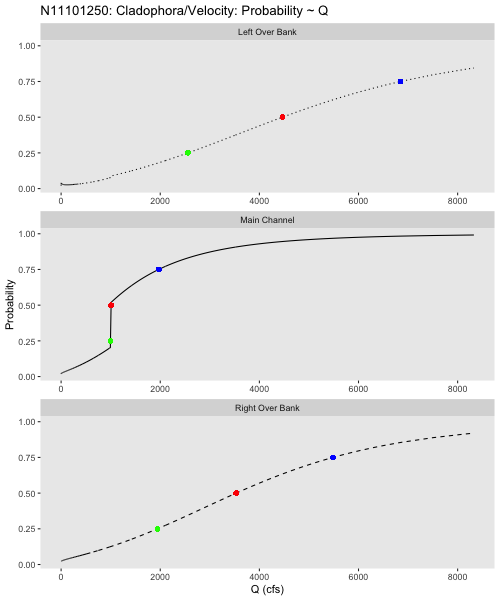 N11101250: Cladophora/Velocity: Probability ~ Q
Left Over Bank
1.00
0.75
0.50
0.25
0.00
0 2000 4000 6000 8000
Main Channel
1.00
0.75
0.50
0.25
0.00
0 2000 4000 6000 8000
Probability
Right Over Bank
1.00
0.75
0.50
0.25
0.00
0 2000 4000 6000 8000
Q (cfs)